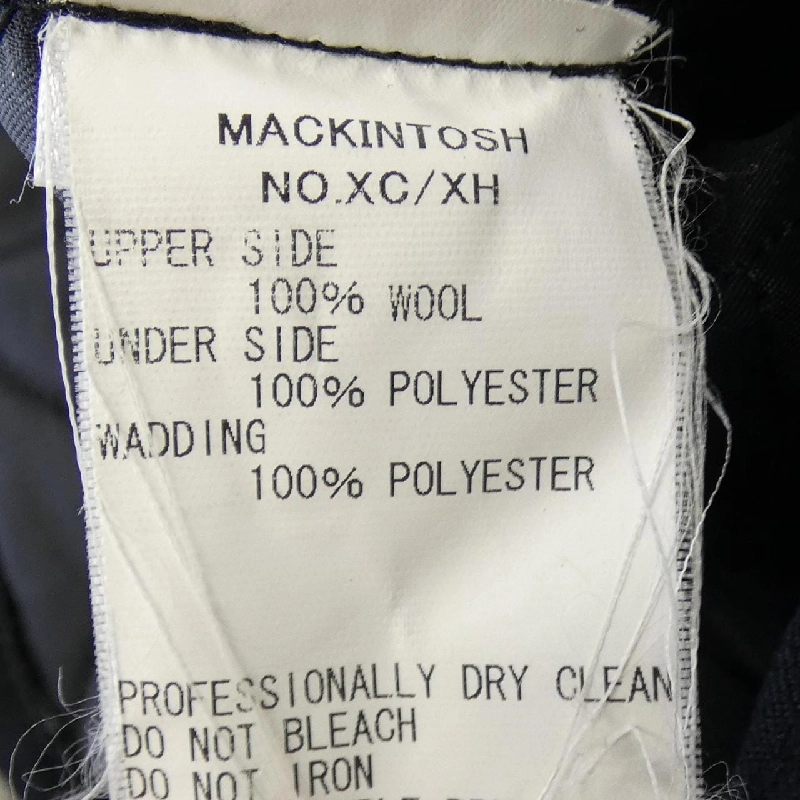 MACKINTOSH
NO.XC/XH
UPPER SIDE
100% WOOL
UNDER SIDE
100% POLYESTER
WADDING
100% POLYESTER
PROFESSIONALLY DRY CLEAN
DO NOT BLEACH
DO NOT IRON